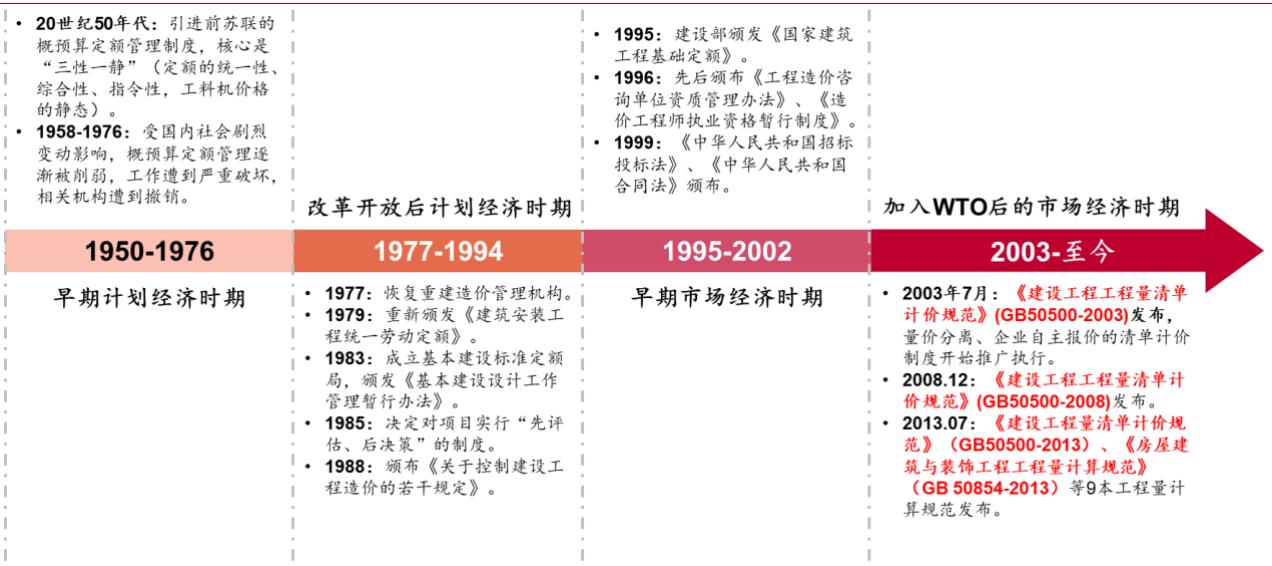 • 20世纪50年代：引进前苏联的
概预算定额管理制度，核心是
“三性一静”（定额的统一性、
综合性、指令性，工料机价格
的静态）。
• 1958-1976：受国内社会剧烈
变动影响，概预算定额管理逐
渐被削弱，工作遭到严重破坏，
相关机构遭到撤销。
1950-1976
早期计划经济时期
改革开放后计划经济时期
1977-1994
• 1977：恢复重建造价管理机构。
• 1979：重新颁发《建筑安装工
程统一劳动定额》。
• 1983：成立基本建设标准定额
局，颁发《基本建设设计工作
管理暂行办法》。
• 1985：决定对项目实行“先评
估、后决策”的制度。
• 1988：颁布《关于控制建设工
程造价的若干规定》。
• 1995：建设部颁发《国家建筑
工程基础定额》。
• 1996：先后颁布《工程造价咨
询单位资质管理办法》、《造
价工程师执业资格暂行制度》。
• 1999：《中华人民共和国招标
投标法》、《中华人民共和国
合同法》颁布。
1995-2002
早期市场经济时期
加入WTO后的市场经济时期
2003-至今
• 2003年7月：《建设工程工程量清单
计价规范》(GB50500-2003)发布，
量价分离、企业自主报价的清单计价
制度开始推广执行。
• 2008.12：《建设工程工程量清单计
价规范》(GB50500-2008)发布。
• 2013.07：《建设工程量清单计价规
范》（GB50500-2013）、《房屋建
筑与装饰工程工程量计算规范》
（GB 50854-2013）等9本工程量计
算规范发布。